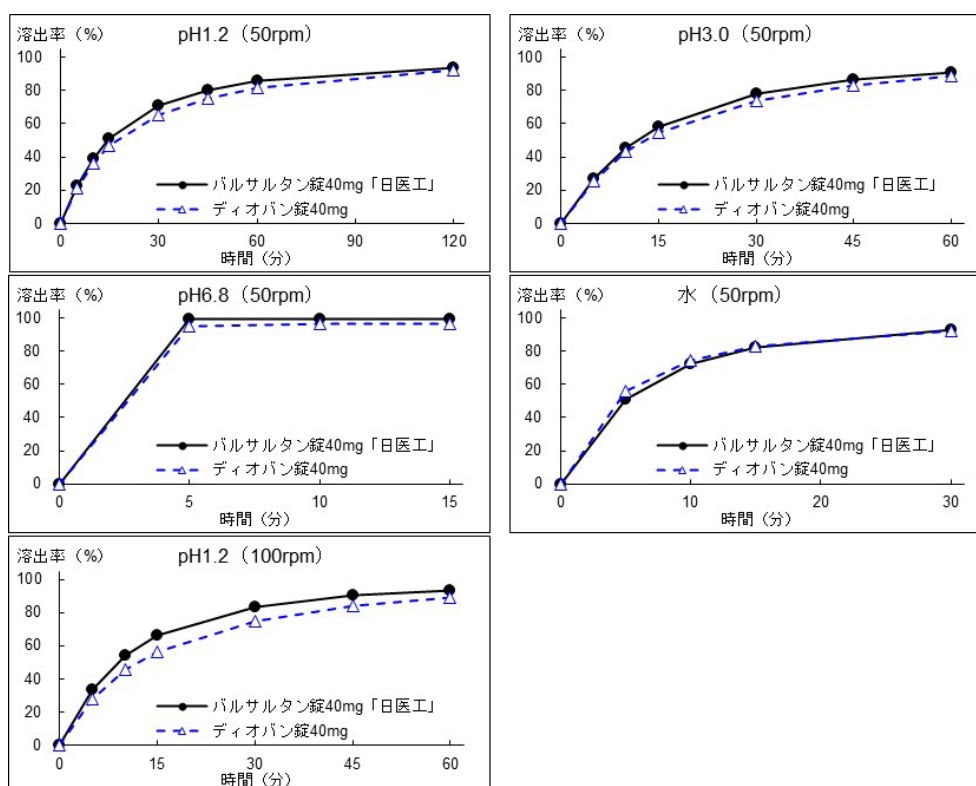 溶出率（%） pH1.2（50rpm）
100
80
60
40
20
0
バルサルタン錠40mg「日医工」
ディオバン錠40mg
0 30 60 90 120
時間（分）
溶出率（%） pH3.0（50rpm）
100
80
60
40
20
0
バルサルタン錠40mg「日医工」
ディオバン錠40mg
0 15 30 45 60
時間（分）
溶出率（%） pH6.8（50rpm）
100
80
60
40
20
0
バルサルタン錠40mg「日医工」
ディオバン錠40mg
0 5 10 15
時間（分）
溶出率（%） 水（50rpm）
100
80
60
40
20
0
バルサルタン錠40mg「日医工」
ディオバン錠40mg
0 10 20 30
時間（分）
溶出率（%） pH1.2（100rpm）
100
80
60
40
20
0
バルサルタン錠40mg「日医工」
ディオバン錠40mg
0 15 30 45 60
時間（分）